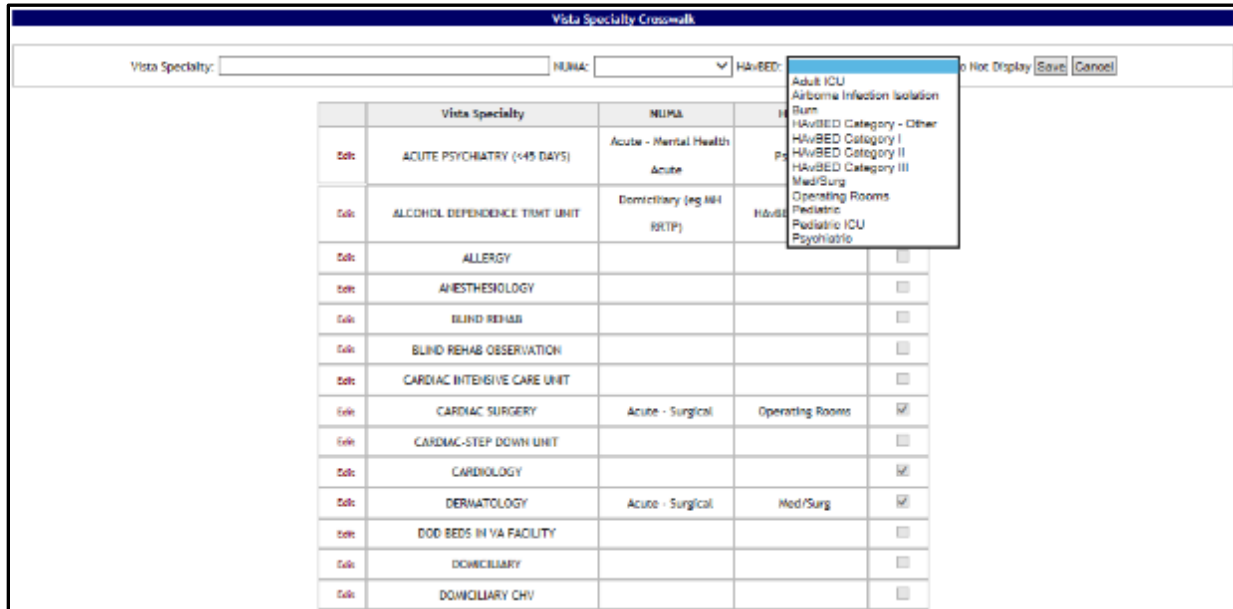 Vista Specialty Crosswalk
Vista Specialty: NUMA: HAvBED: o Not Display Save Cancel
Adult ICU
Airborne Infection Isolation
Burn
HAvBED Category - Other
HAvBED Category I
HAvBED Category II
HAvBED Category III
Med/Surg
Operating Rooms
Pediatric
Pediatric ICU
Psychiatric
Vista Specialty NUMA H
Edit ACUTE PSYCHIATRY (<45 DAYS) Acute - Mental Health Acute Ps
Edit ALCOHOL DEPENDENCE TRMT UNIT Domiciliary (eg MH RRTP) HAvBE
Edit ALLERGY
Edit ANESTHESIOLOGY
Edit BLIND REHAB
Edit BLIND REHAB OBSERVATION
Edit CARDIAC INTENSIVE CARE UNIT
Edit CARDIAC SURGERY Acute - Surgical Operating Rooms
Edit CARDIAC-STEP DOWN UNIT
Edit CARDIOLOGY
Edit DERMATOLOGY Acute - Surgical Med/Surg
Edit DOD BEDS IN VA FACILITY
Edit DOMICILIARY
Edit DOMICILIARY CHV